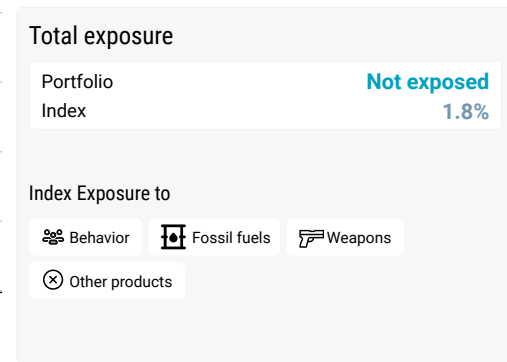 Total exposure
Portfolio Not exposed
Index 1.8%
Index Exposure to
Behavior Fossil fuels Weapons
Other products